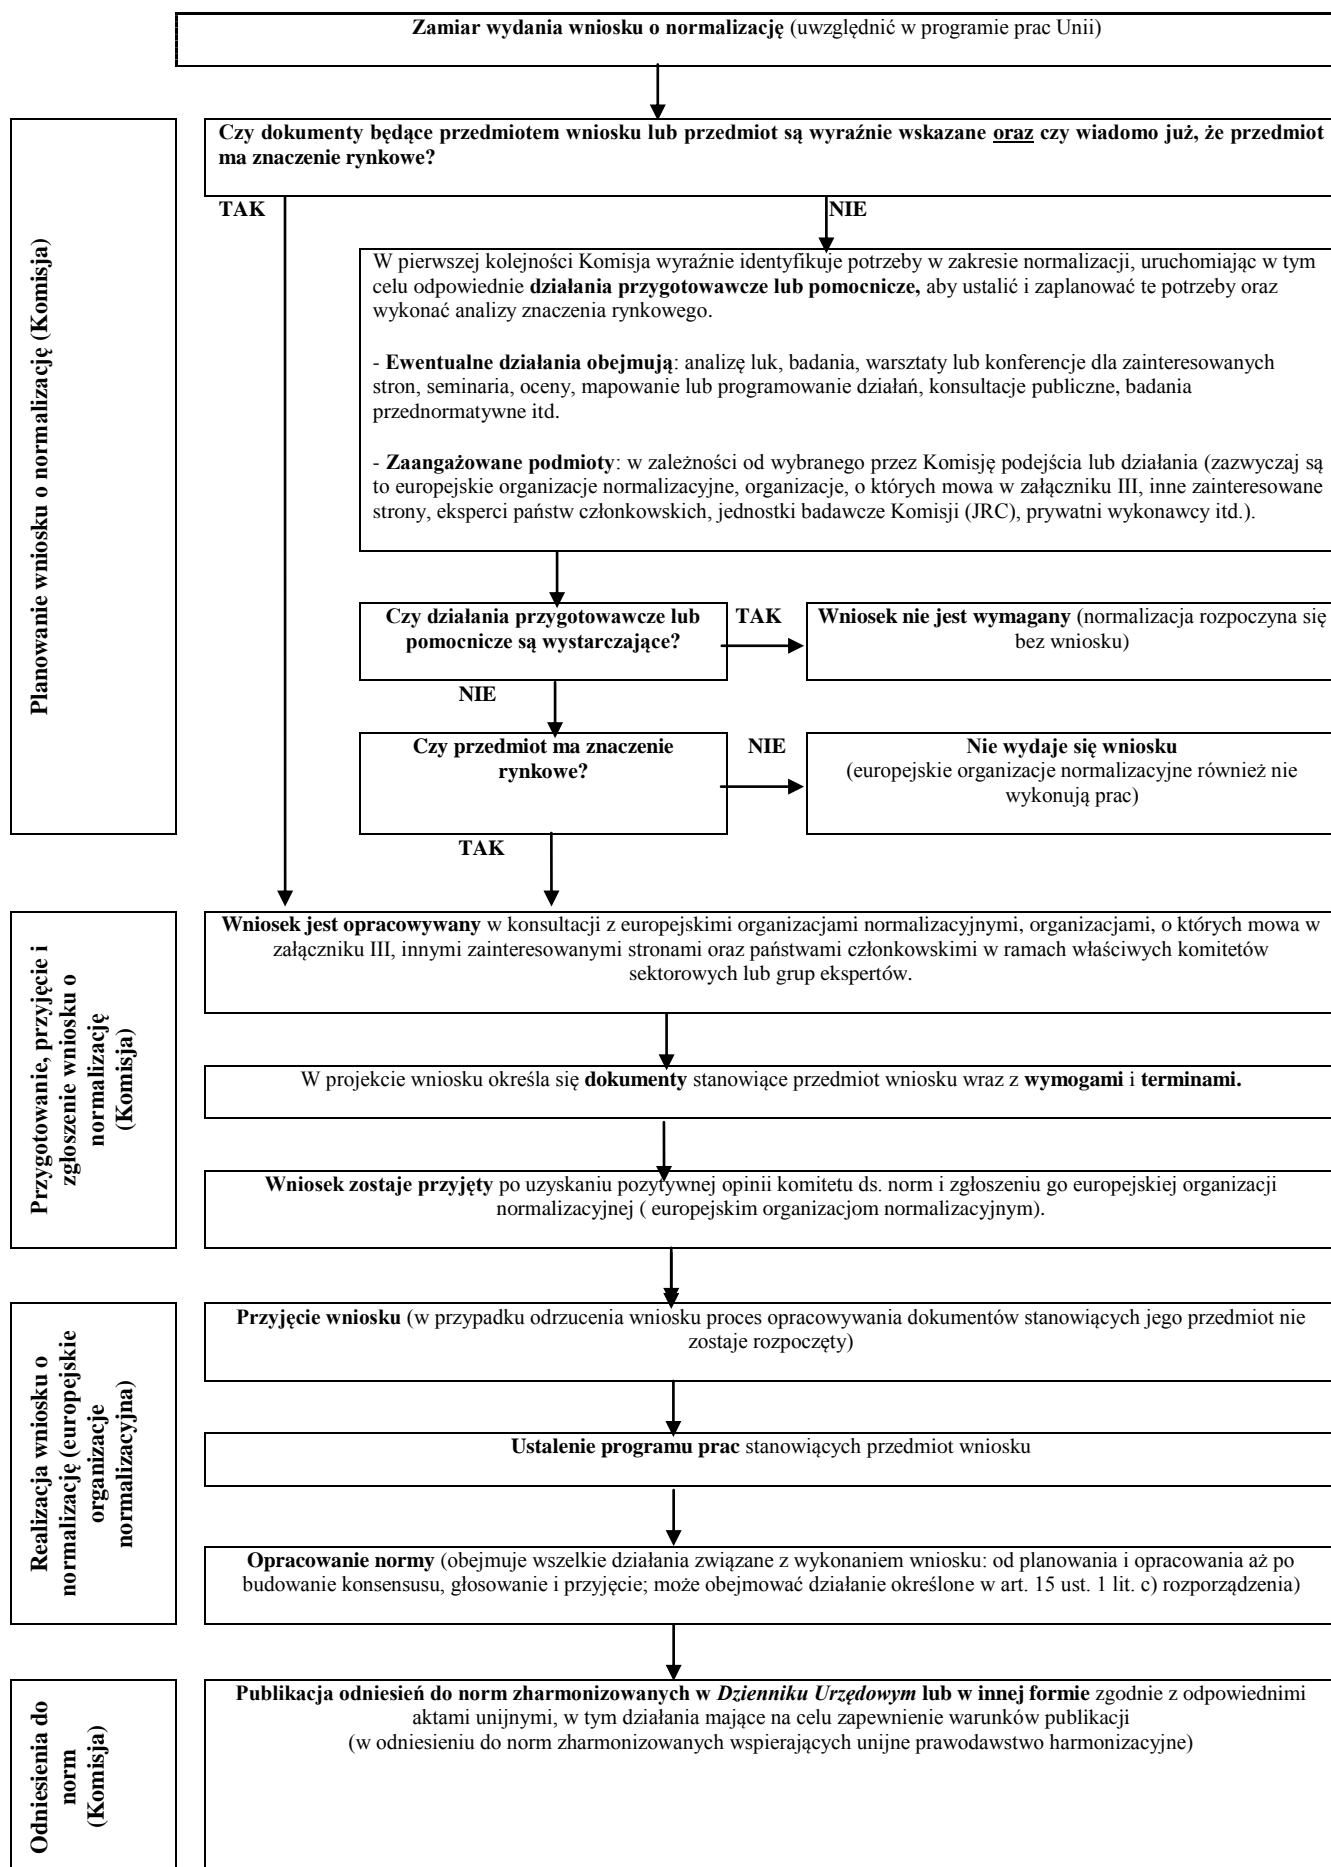 Zamiar wydania wniosku o normalizację (uwzględnić w programie prac Unii)
Planowanie wniosku o normalizację (Komisja)
Czy dokumenty będące przedmiotem wniosku lub przedmiot są wyraźnie wskazane oraz czy wiadomo już, że przedmiot
ma znaczenie rynkowe?
TAK
NIE
W pierwszej kolejności Komisja wyraźnie identyfikuje potrzeby w zakresie normalizacji, uruchomiając w tym
celu odpowiednie działania przygotowawcze lub pomocnicze, aby ustalić i zaplanować te potrzeby oraz
wykonać analizy znaczenia rynkowego.
- Ewentualne działania obejmują: analizę luk, badania, warsztaty lub konferencje dla zainteresowanych
stron, seminaria, oceny, mapowanie lub programowanie działań, konsultacje publiczne, badania
przednormatywne itd.
- Zaangażowane podmioty: w zależności od wybranego przez Komisję podejścia lub działania (zazwyczaj są
to europejskie organizacje normalizacyjne, organizacje, o których mowa w załączniku III, inne zainteresowane
strony, eksperci państw członkowskich, jednostki badawcze Komisji (JRC), prywatni wykonawcy itd.).
Czy działania przygotowawcze lub
pomocnicze są wystarczające?
TAK
Wniosek nie jest wymagany (normalizacja rozpoczyna się
bez wniosku)
NIE
Czy przedmiot ma znaczenie
rynkowe?
NIE
Nie wydaje się wniosku
(europejskie organizacje normalizacyjne również nie
wykonują prac)
TAK
Przygotowanie, przyjęcie i
zgłoszenie wniosku o
normalizację
(Komisja)
Wniosek jest opracowywany w konsultacji z europejskimi organizacjami normalizacyjnymi, organizacjami, o których mowa w
załączniku III, innymi zainteresowanymi stronami oraz państwami członkowskimi w ramach właściwych komitetów
sektorowych lub grup ekspertów.
W projekcie wniosku określa się dokumenty stanowiące przedmiot wniosku wraz z wymogami i terminami.
Wniosek zostaje przyjęty po uzyskaniu pozytywnej opinii komitetu ds. norm i zgłoszeniu go europejskiej organizacji
normalizacyjnej ( europejskim organizacjom normalizacyjnym).
Realizacja wniosku o
normalizację (europejskie
organizacje
normalizacyjna)
Przyjęcie wniosku (w przypadku odrzucenia wniosku proces opracowywania dokumentów stanowiących jego przedmiot nie
zostaje rozpoczęty)
Ustalenie programu prac stanowiących przedmiot wniosku
Opracowanie normy (obejmuje wszelkie działania związane z wykonaniem wniosku: od planowania i opracowania aż po
budowanie konsensusu, głosowanie i przyjęcie; może obejmować działanie określone w art. 15 ust. 1 lit. c) rozporządzenia)
Odniesienia do
norm
(Komisja)
Publikacja odniesień do norm zharmonizowanych w Dzienniku Urzędowym lub w innej formie zgodnie z odpowiednimi
aktami unijnymi, w tym działania mające na celu zapewnienie warunków publikacji
(w odniesieniu do norm zharmonizowanych wspierających unijne prawodawstwo harmonizacyjne)